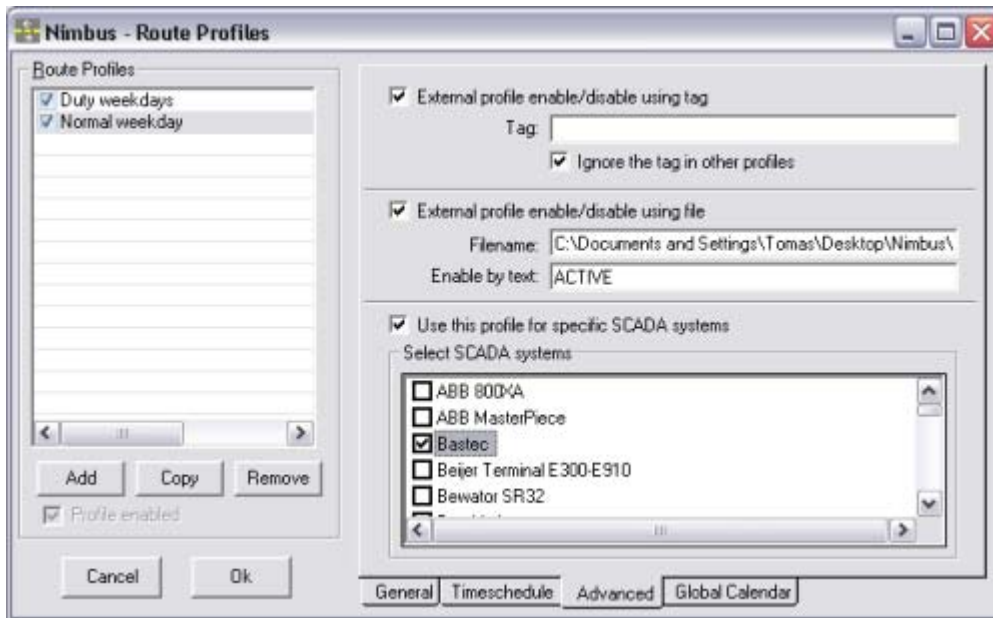 Nimbus - Route Profiles
Route Profiles
Duty weekdays
Normal weekday
Add Copy Remove
Profile enabled
Cancel Ok
External profile enable/disable using tag
Tag:
Ignore the tag in other profiles
External profile enable/disable using file
Filename: C:\Documents and Settings\Tomas\Desktop\Nimbus\
Enable by text: ACTIVE
Use this profile for specific SCADA systems
Select SCADA systems
ABB 800XA
ABB MasterPiece
Bastec
Beijer Terminal E300-E910
Bewator SR32
General Timeschedule Advanced Global Calendar